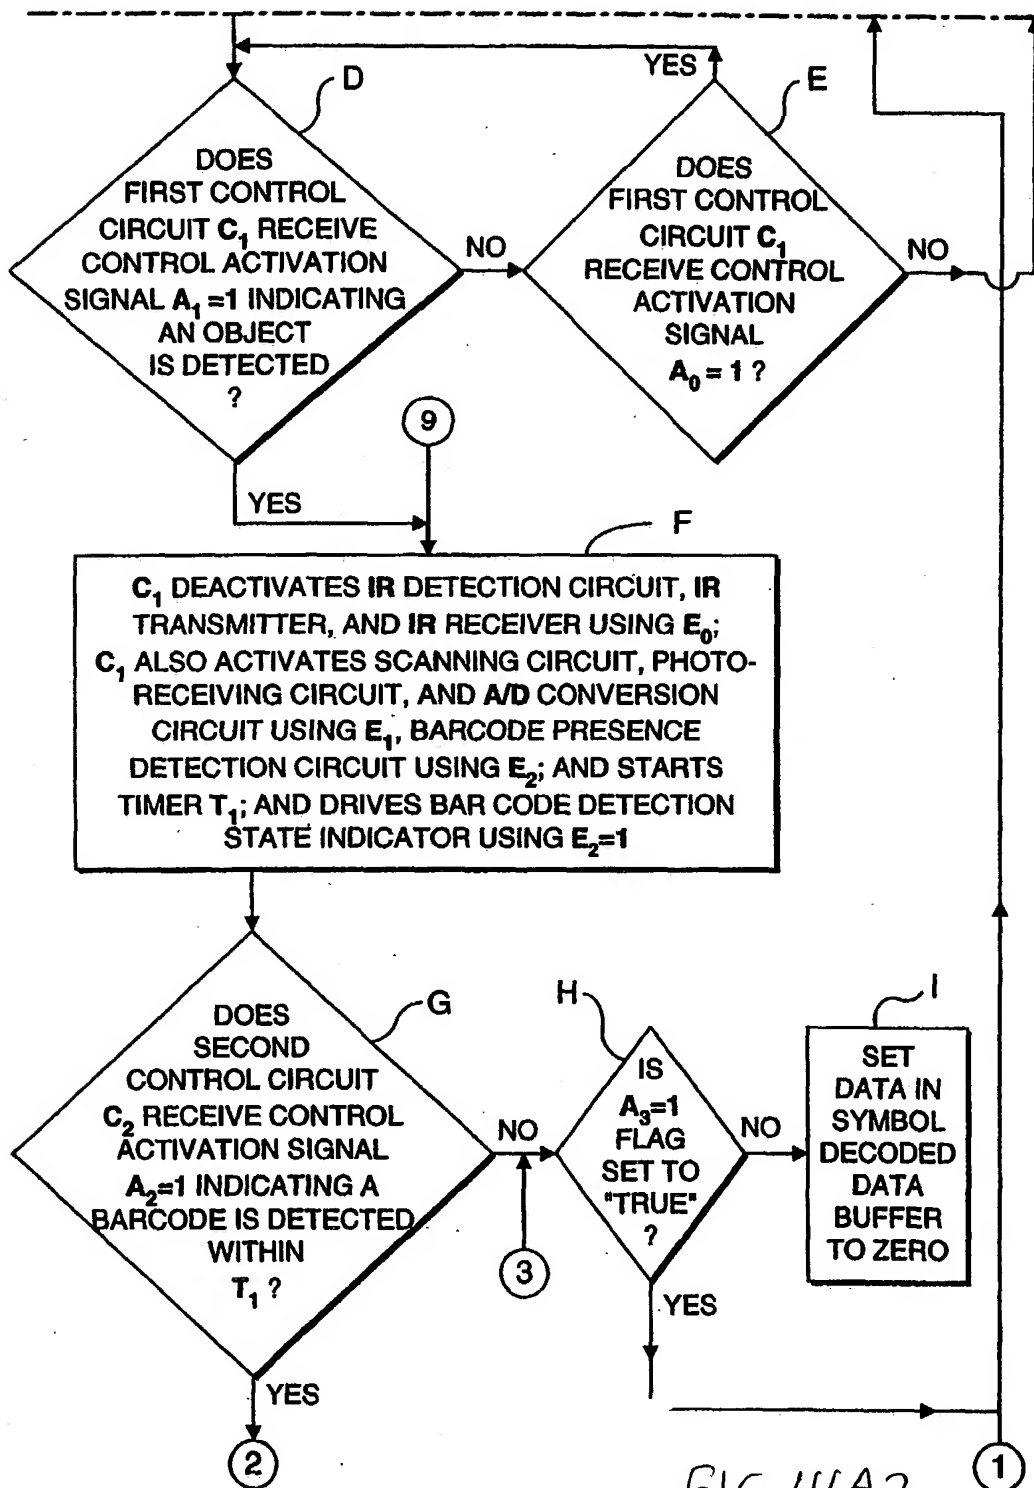 D
DOES
FIRST CONTROL
CIRCUIT C₁ RECEIVE
CONTROL ACTIVATION
SIGNAL A₁ =1 INDICATING
AN OBJECT
IS DETECTED
?
NO
YES
YES
E
DOES
FIRST CONTROL
CIRCUIT C₁
RECEIVE CONTROL
ACTIVATION
SIGNAL
A₀ = 1 ?
NO
9
F
C₁ DEACTIVATES IR DETECTION CIRCUIT, IR
TRANSMITTER, AND IR RECEIVER USING E₀;
C₁ ALSO ACTIVATES SCANNING CIRCUIT, PHOTO-
RECEIVING CIRCUIT, AND A/D CONVERSION
CIRCUIT USING E₁, BARCODE PRESENCE
DETECTION CIRCUIT USING E₂; AND STARTS
TIMER T₁; AND DRIVES BAR CODE DETECTION
STATE INDICATOR USING E₂=1
G
DOES
SECOND
CONTROL CIRCUIT
C₂ RECEIVE CONTROL
ACTIVATION SIGNAL
A₂=1 INDICATING A
BARCODE IS DETECTED
WITHIN
T₁ ?
NO
YES
2
3
H
IS
A₃=1
FLAG
SET TO
"TRUE"
?
NO
YES
I
SET
DATA IN
SYMBOL
DECODED
DATA
BUFFER
TO ZERO
1